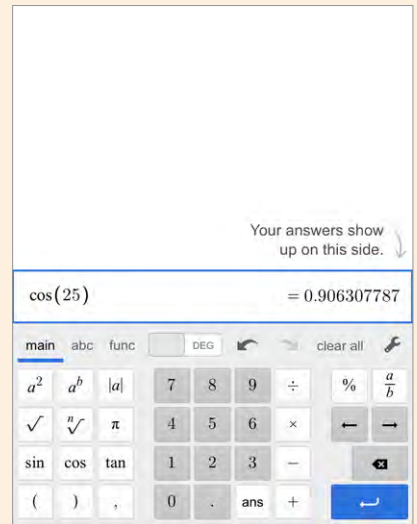 Your answers show
up on this side.
cos(25) = 0.906307787
main abc func DEG clear all
a² aᵇ |a| 7 8 9 ÷ % a/b
√ ⁿ√ π 4 5 6 ×
sin cos tan 1 2 3 −
( ) , 0 . ans +